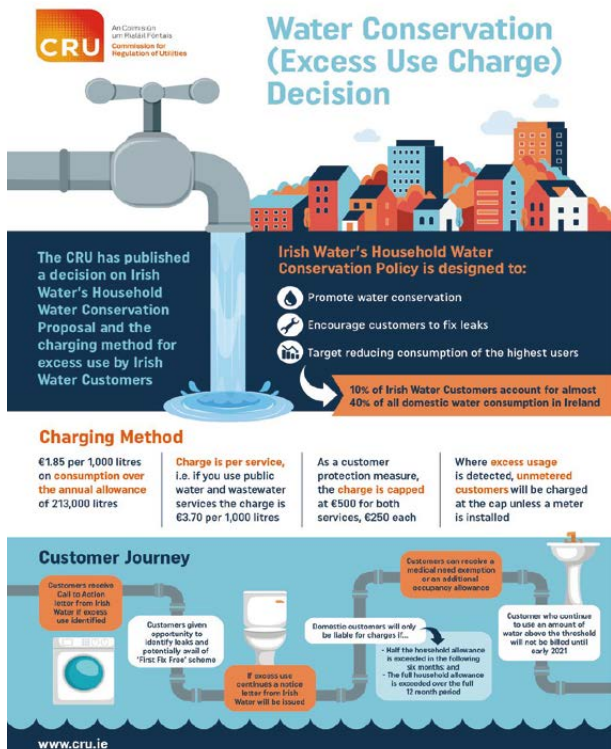 CRU
An Coimisiún
um Rialáil Fóntais
Commission for
Regulation of Utilities
Water Conservation
(Excess Use Charge)
Decision
The CRU has published
a decision on Irish
Water's Household
Water Conservation
Proposal and the
charging method for
excess use by Irish
Water Customers
Irish Water's Household Water
Conservation Policy is designed to:
Promote water conservation
Encourage customers to fix leaks
Target reducing consumption of the highest users
10% of Irish Water Customers account for almost
40% of all domestic water consumption in Ireland
Charging Method
€1.85 per 1,000 litres
on consumption over
the annual allowance
of 213,000 litres
Charge is per service,
i.e. if you use public
water and wastewater
services the charge is
€3.70 per 1,000 litres
As a customer
protection measure,
the charge is capped
at €500 for both
services, €250 each
Where excess usage
is detected, unmetered
customers will be charged
at the cap unless a meter
is installed
Customer Journey
Customers receive
Call to Action
letter from Irish
Water if excess
use identified
Customers given
opportunity to
identify leaks and
potentially avail of
'First Fix Free' scheme
If excess use
continues a notice
letter from Irish
Water will be issued
Domestic customers will only
be liable for charges if...
- Half the household allowance
is exceeded in the following
six months; and
- The full household allowance
is exceeded over the full
12 month period
Customers can receive a
medical need exemption
or an additional
occupancy allowance
Customer who continue
to use an amount of
water above the threshold
will not be billed until
early 2021
www.cru.ie